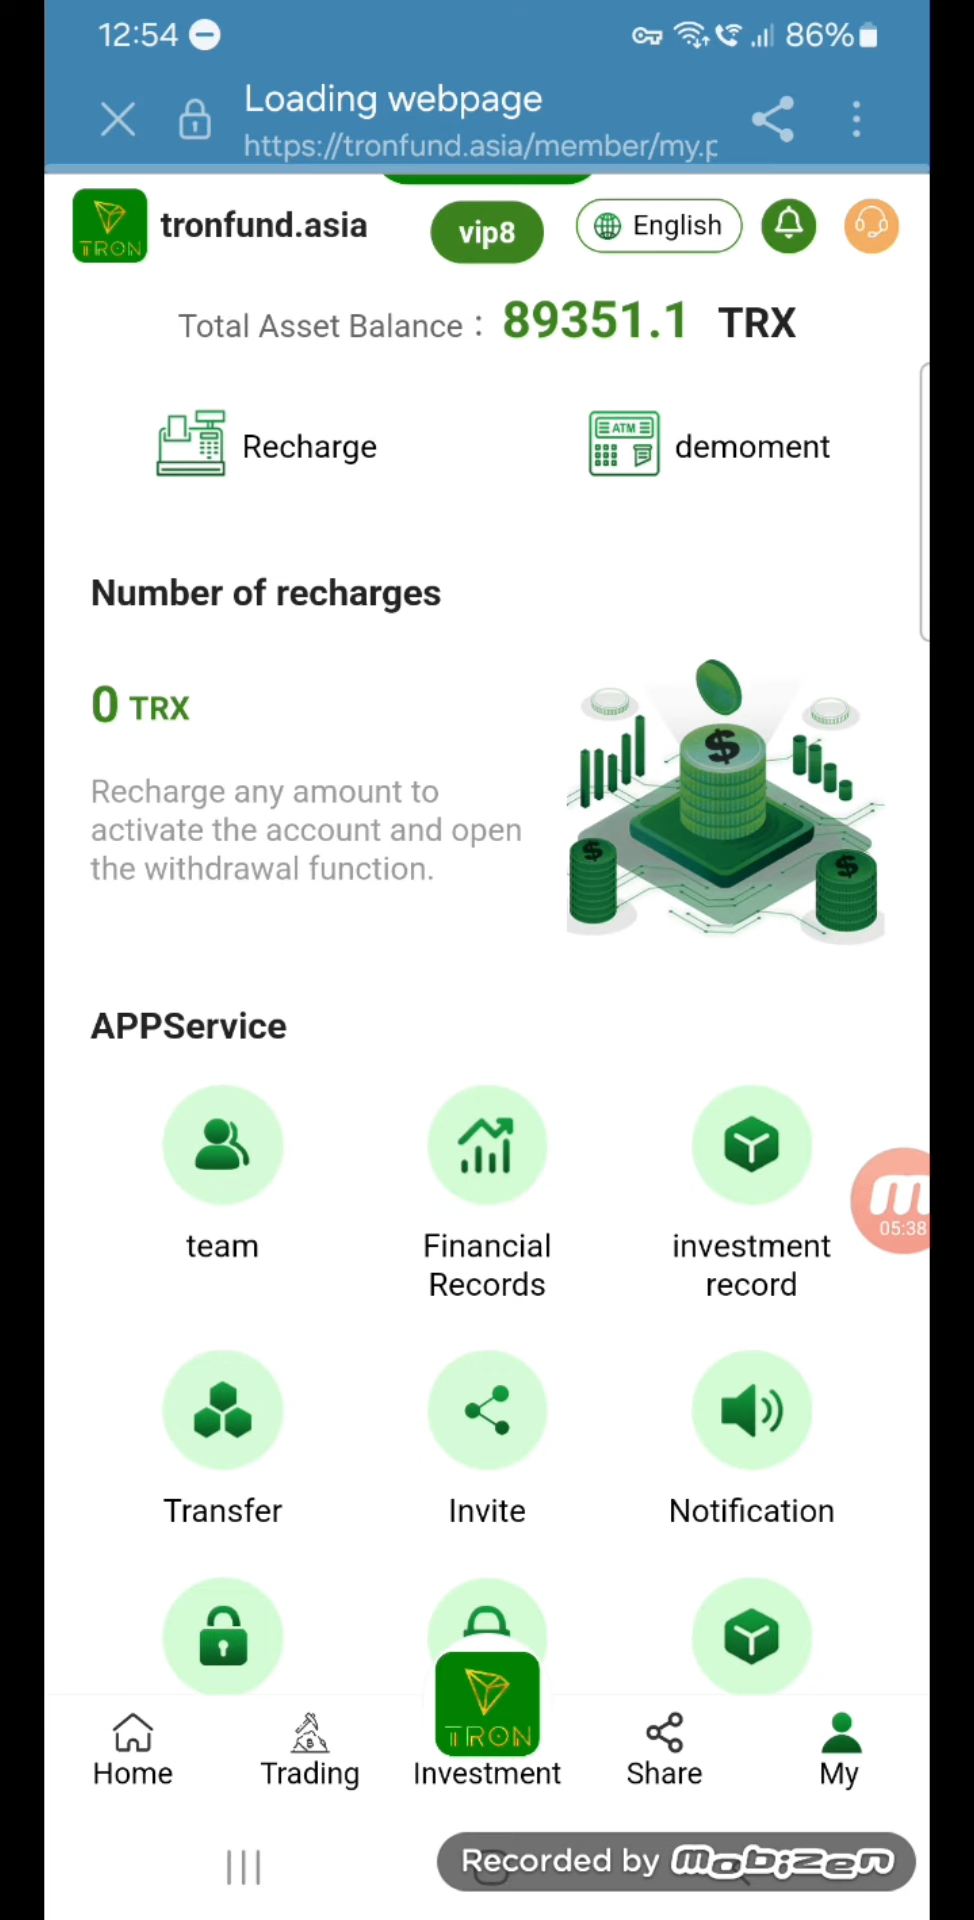 12:54
86%
Loading webpage
https://tronfund.asia/member/my.p
TRON
tronfund.asia
vip8
English
Total Asset Balance : 89351.1 TRX
Recharge
ATM
demoment
Number of recharges
0 TRX
$
$
$
Recharge any amount to
activate the account and open
the withdrawal function.
APPService
team
Financial
Records
investment
record
m
05:38
Transfer
Invite
Notification
TRON
Home
Trading
Investment
Share
My
Recorded by mobizen